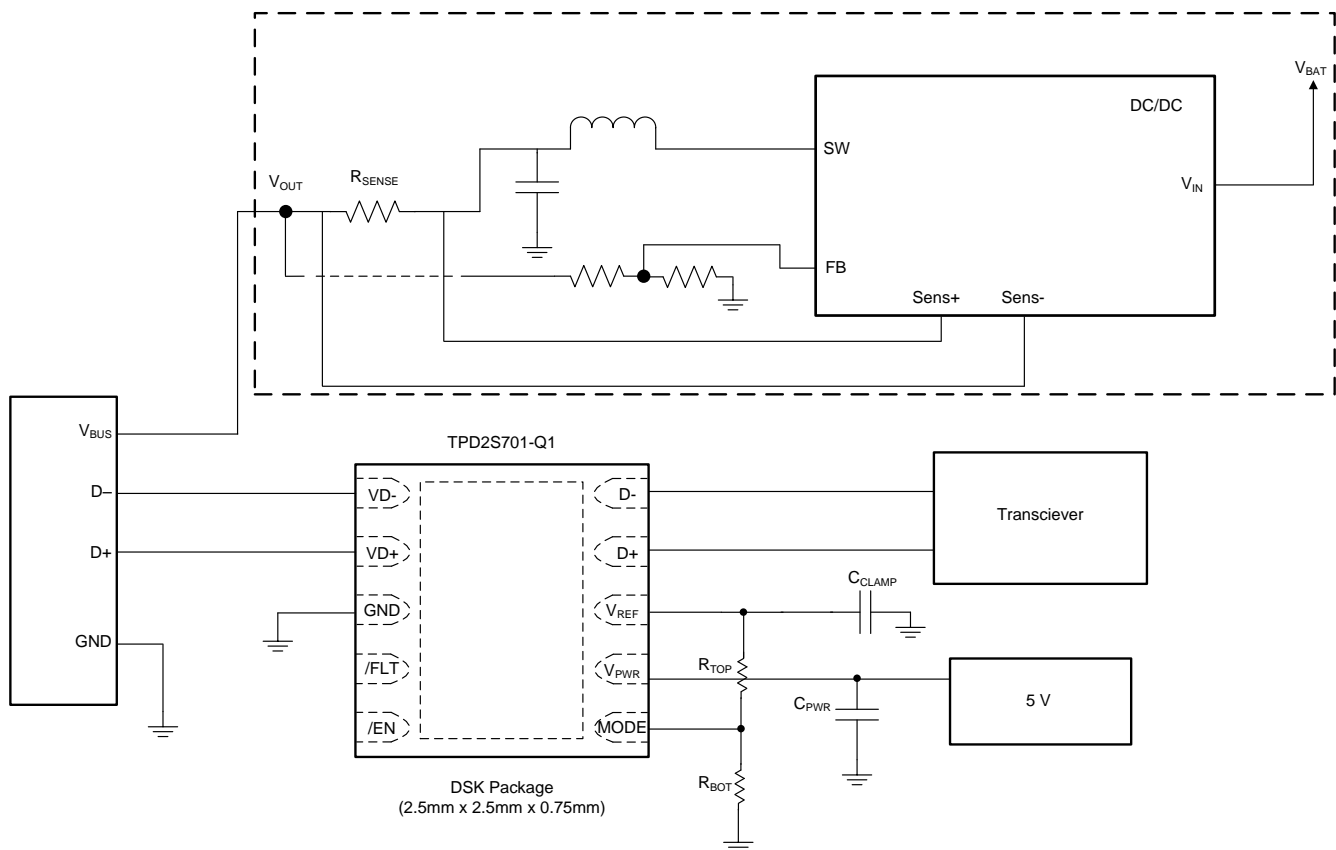 V_BAT
DC/DC
SW
R_SENSE
V_OUT
V_IN
FB
Sens+ Sens-
V_BUS
D–
D+
GND
TPD2S701-Q1
VD-
VD+
GND
/FLT
/EN
D-
D+
V_REF
V_PWR
MODE
DSK Package
(2.5mm x 2.5mm x 0.75mm)
Transciever
C_CLAMP
R_TOP
C_PWR
R_BOT
5 V